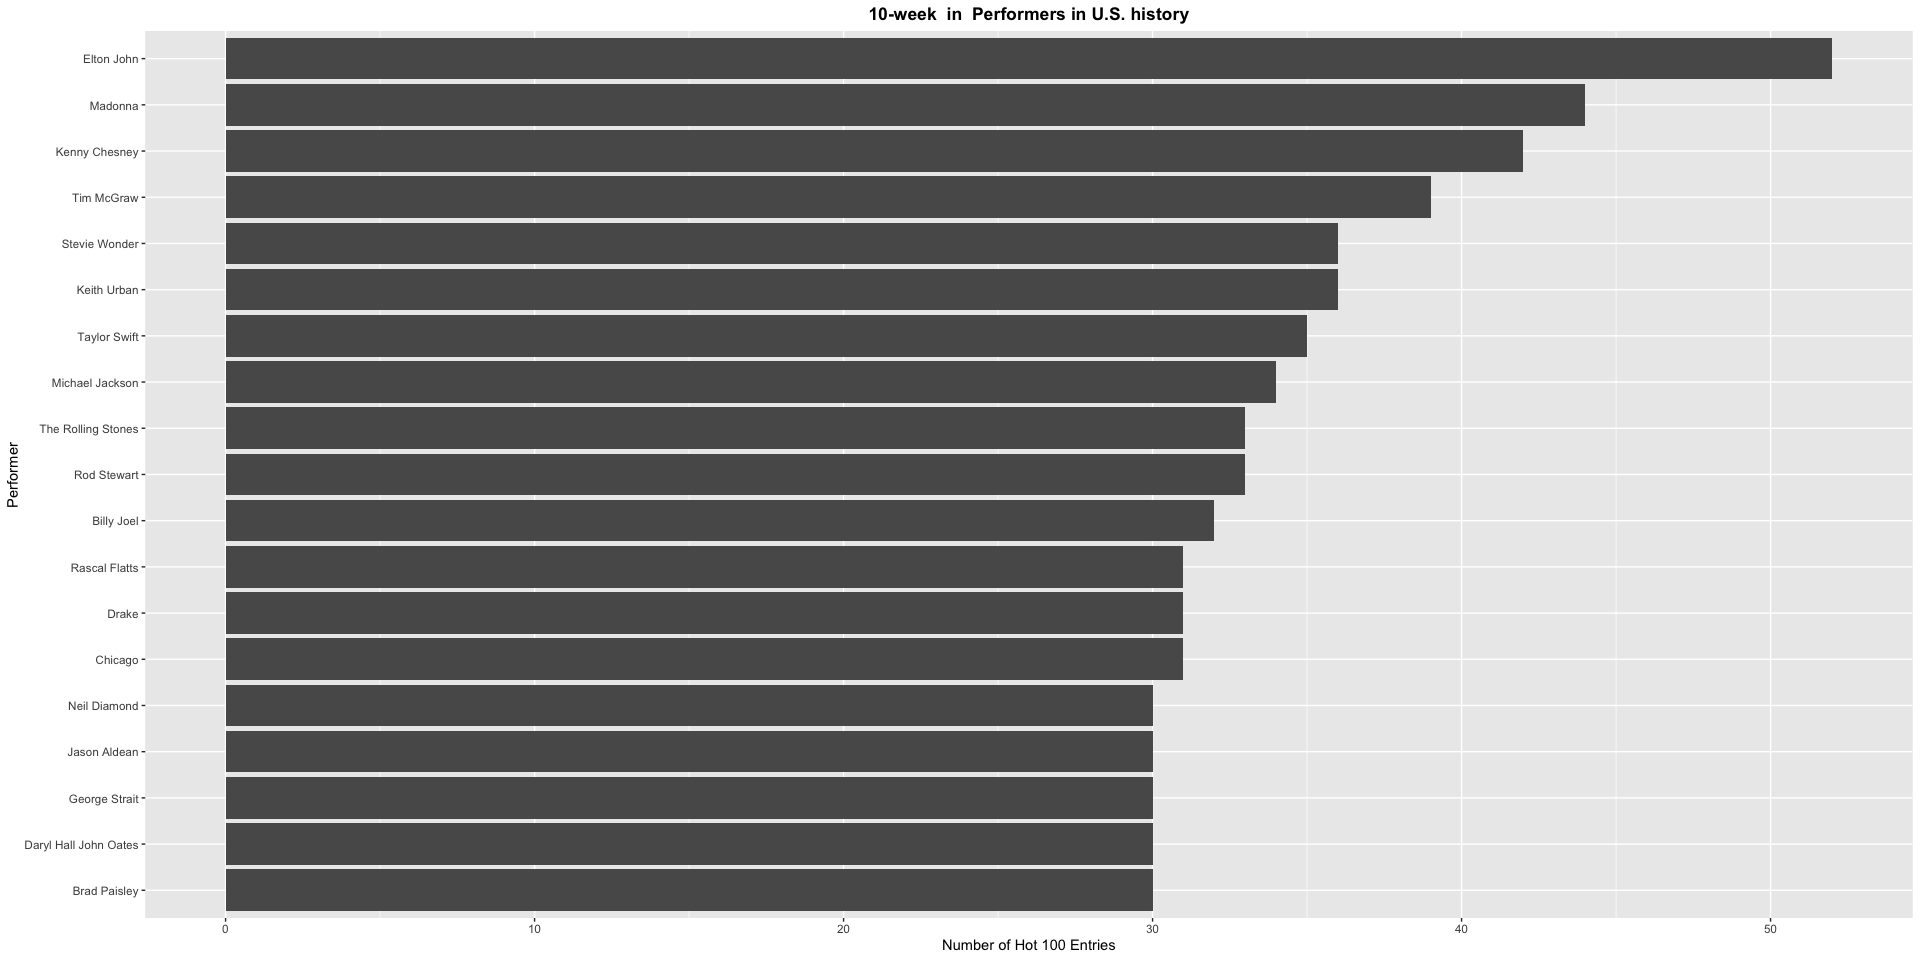 10-week  in  Performers in U.S. history
Performer
Elton John
Madonna
Kenny Chesney
Tim McGraw
Stevie Wonder
Keith Urban
Taylor Swift
Michael Jackson
The Rolling Stones
Rod Stewart
Billy Joel
Rascal Flatts
Drake
Chicago
Neil Diamond
Jason Aldean
George Strait
Daryl Hall John Oates
Brad Paisley
0 10 20 30 40 50
Number of Hot 100 Entries